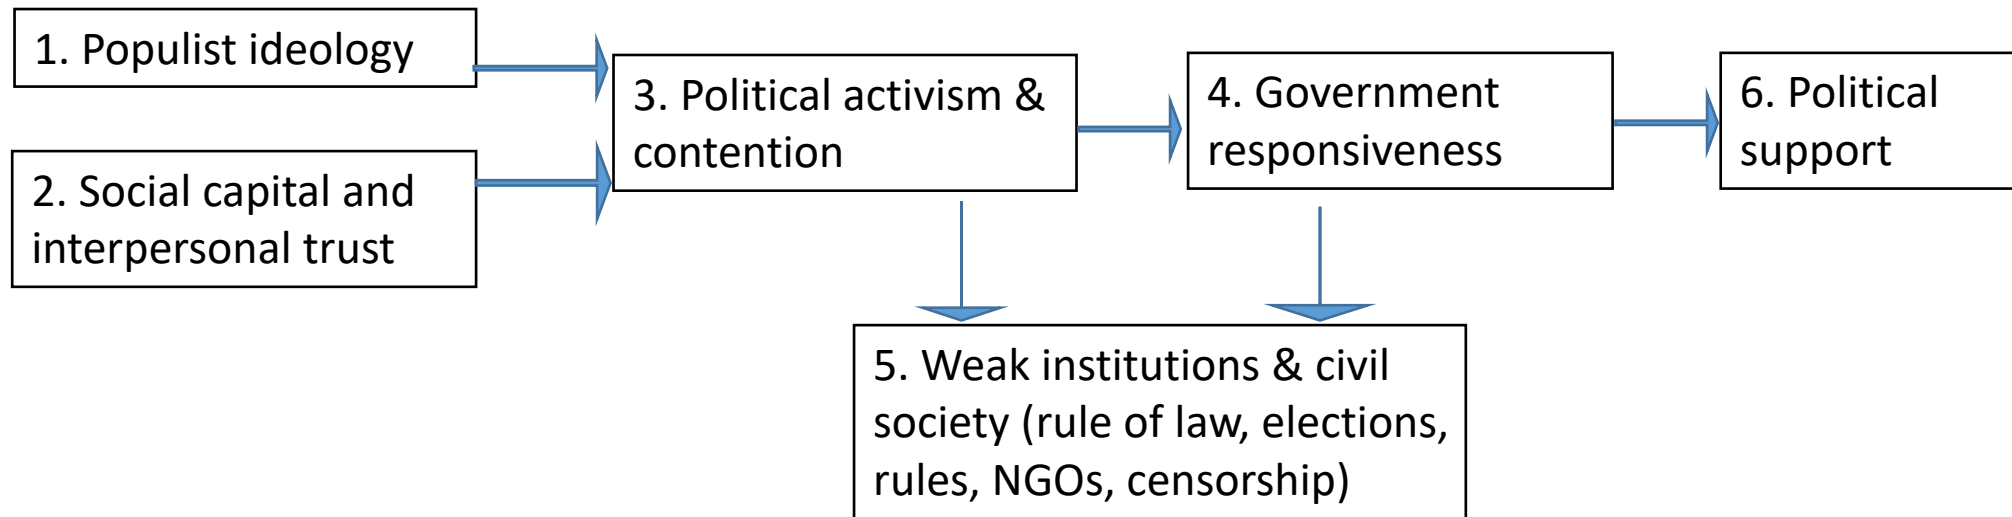 1. Populist ideology
2. Social capital and
interpersonal trust
3. Political activism &
contention
4. Government
responsiveness
6. Political
support
5. Weak institutions & civil
society (rule of law, elections,
rules, NGOs, censorship)